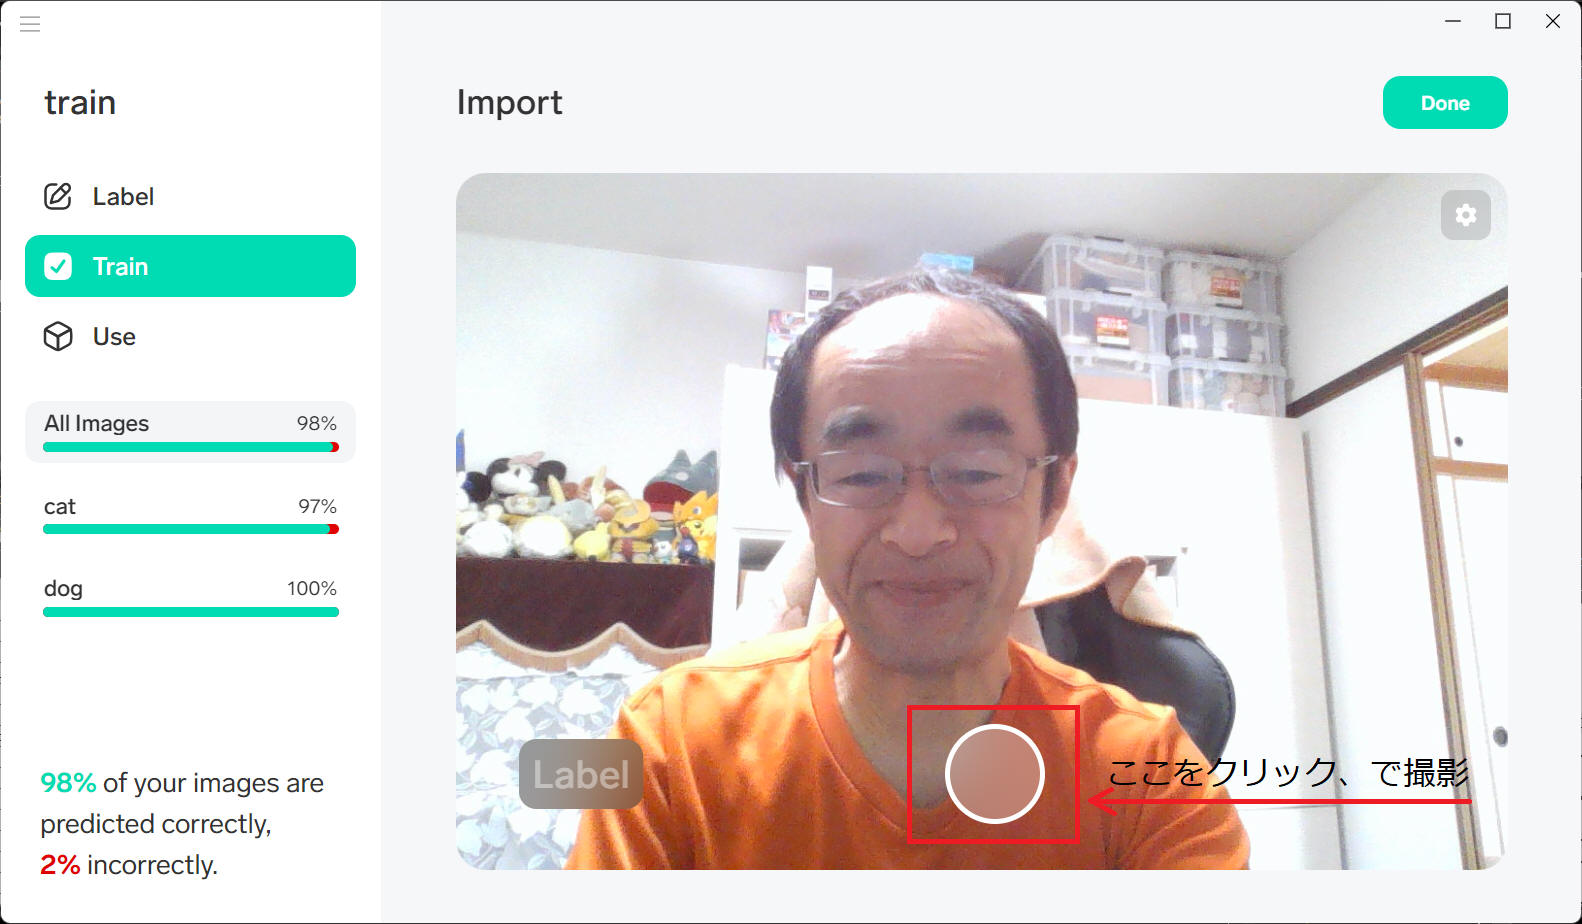 train
Import
Done
Label
Train
Use
All Images 98%
cat 97%
dog 100%
98% of your images are
predicted correctly,
2% incorrectly.
Label
ここをクリック、で撮影